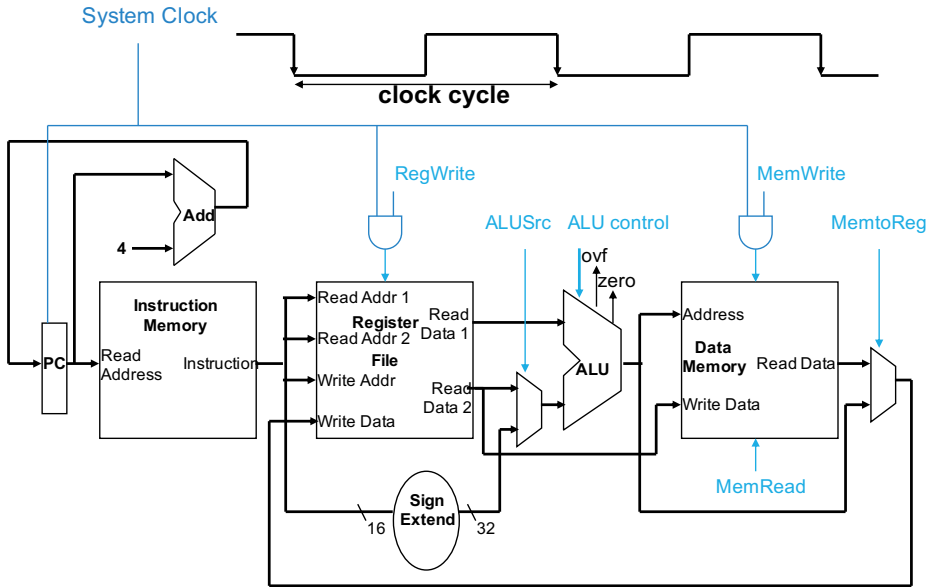 System Clock
clock cycle
RegWrite
MemWrite
ALUSrc
ALU control
MemtoReg
Add
4
ovf
zero
Instruction
Memory
Read
Address
Instruction
PC
Read Addr 1
Register
Read Addr 2
File
Write Addr
Write Data
Read
Data 1
Read
Data 2
ALU
Address
Data
Memory
Read Data
Write Data
MemRead
Sign
Extend
16
32